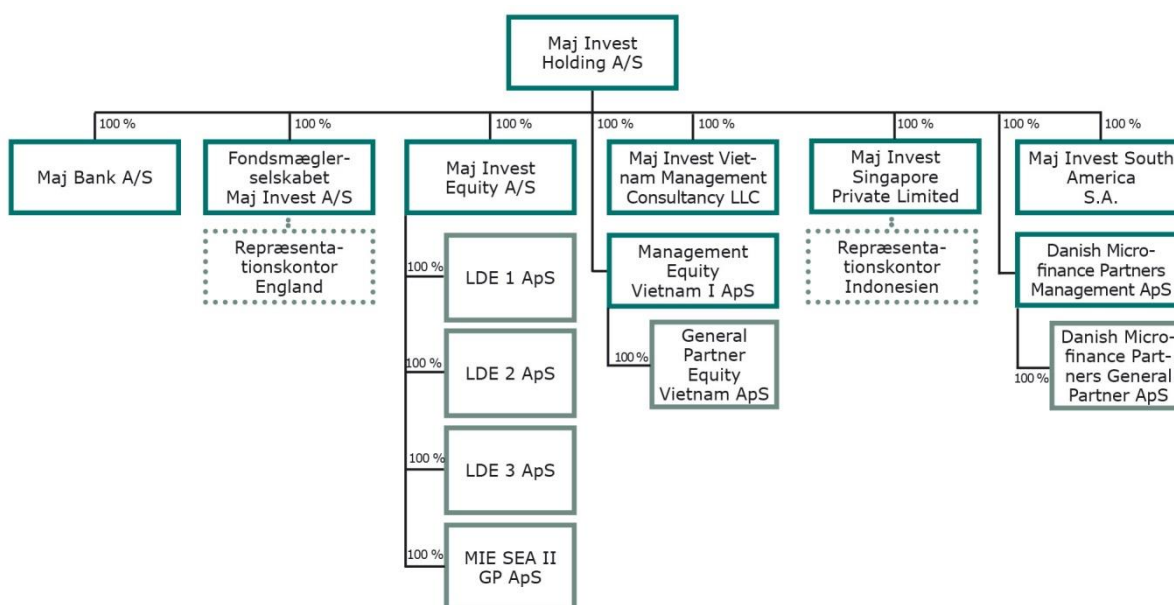 Maj Invest
Holding A/S
100 %
100 %
100 %
100 %
100 %
100 %
100 %
100 %
Maj Bank A/S
Fondsmægler-
selskabet
Maj Invest A/S
Maj Invest
Equity A/S
Maj Invest Viet-
nam Management
Consultancy LLC
Maj Invest
Singapore
Private Limited
Maj Invest South
America
S.A.
Repræsenta-
tionskontor
England
100 %
LDE 1 ApS
Management
Equity
Vietnam I ApS
Repræsenta-
tionskontor
Indonesien
Danish Micro-
finance Partners
Management ApS
100 %
LDE 2 ApS
100 %
General
Partner
Equity
Vietnam ApS
100 %
Danish Micro-
finance Part-
ners General
Partner ApS
100 %
LDE 3 ApS
100 %
MIE SEA II
GP ApS